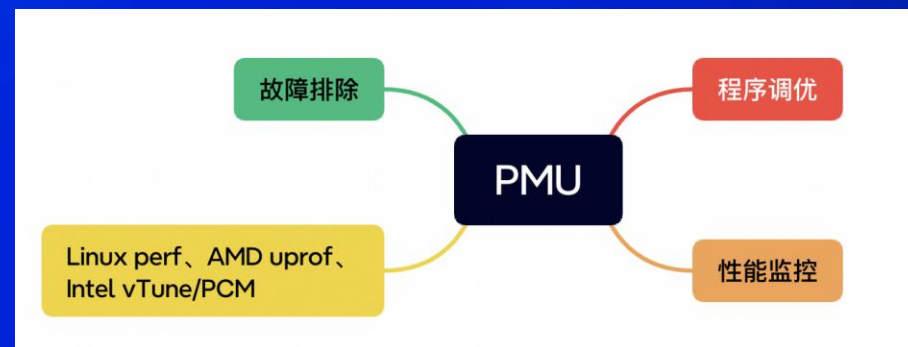 故障排除
程序调优
PMU
Linux perf、AMD uprof、
Intel vTune/PCM
性能监控